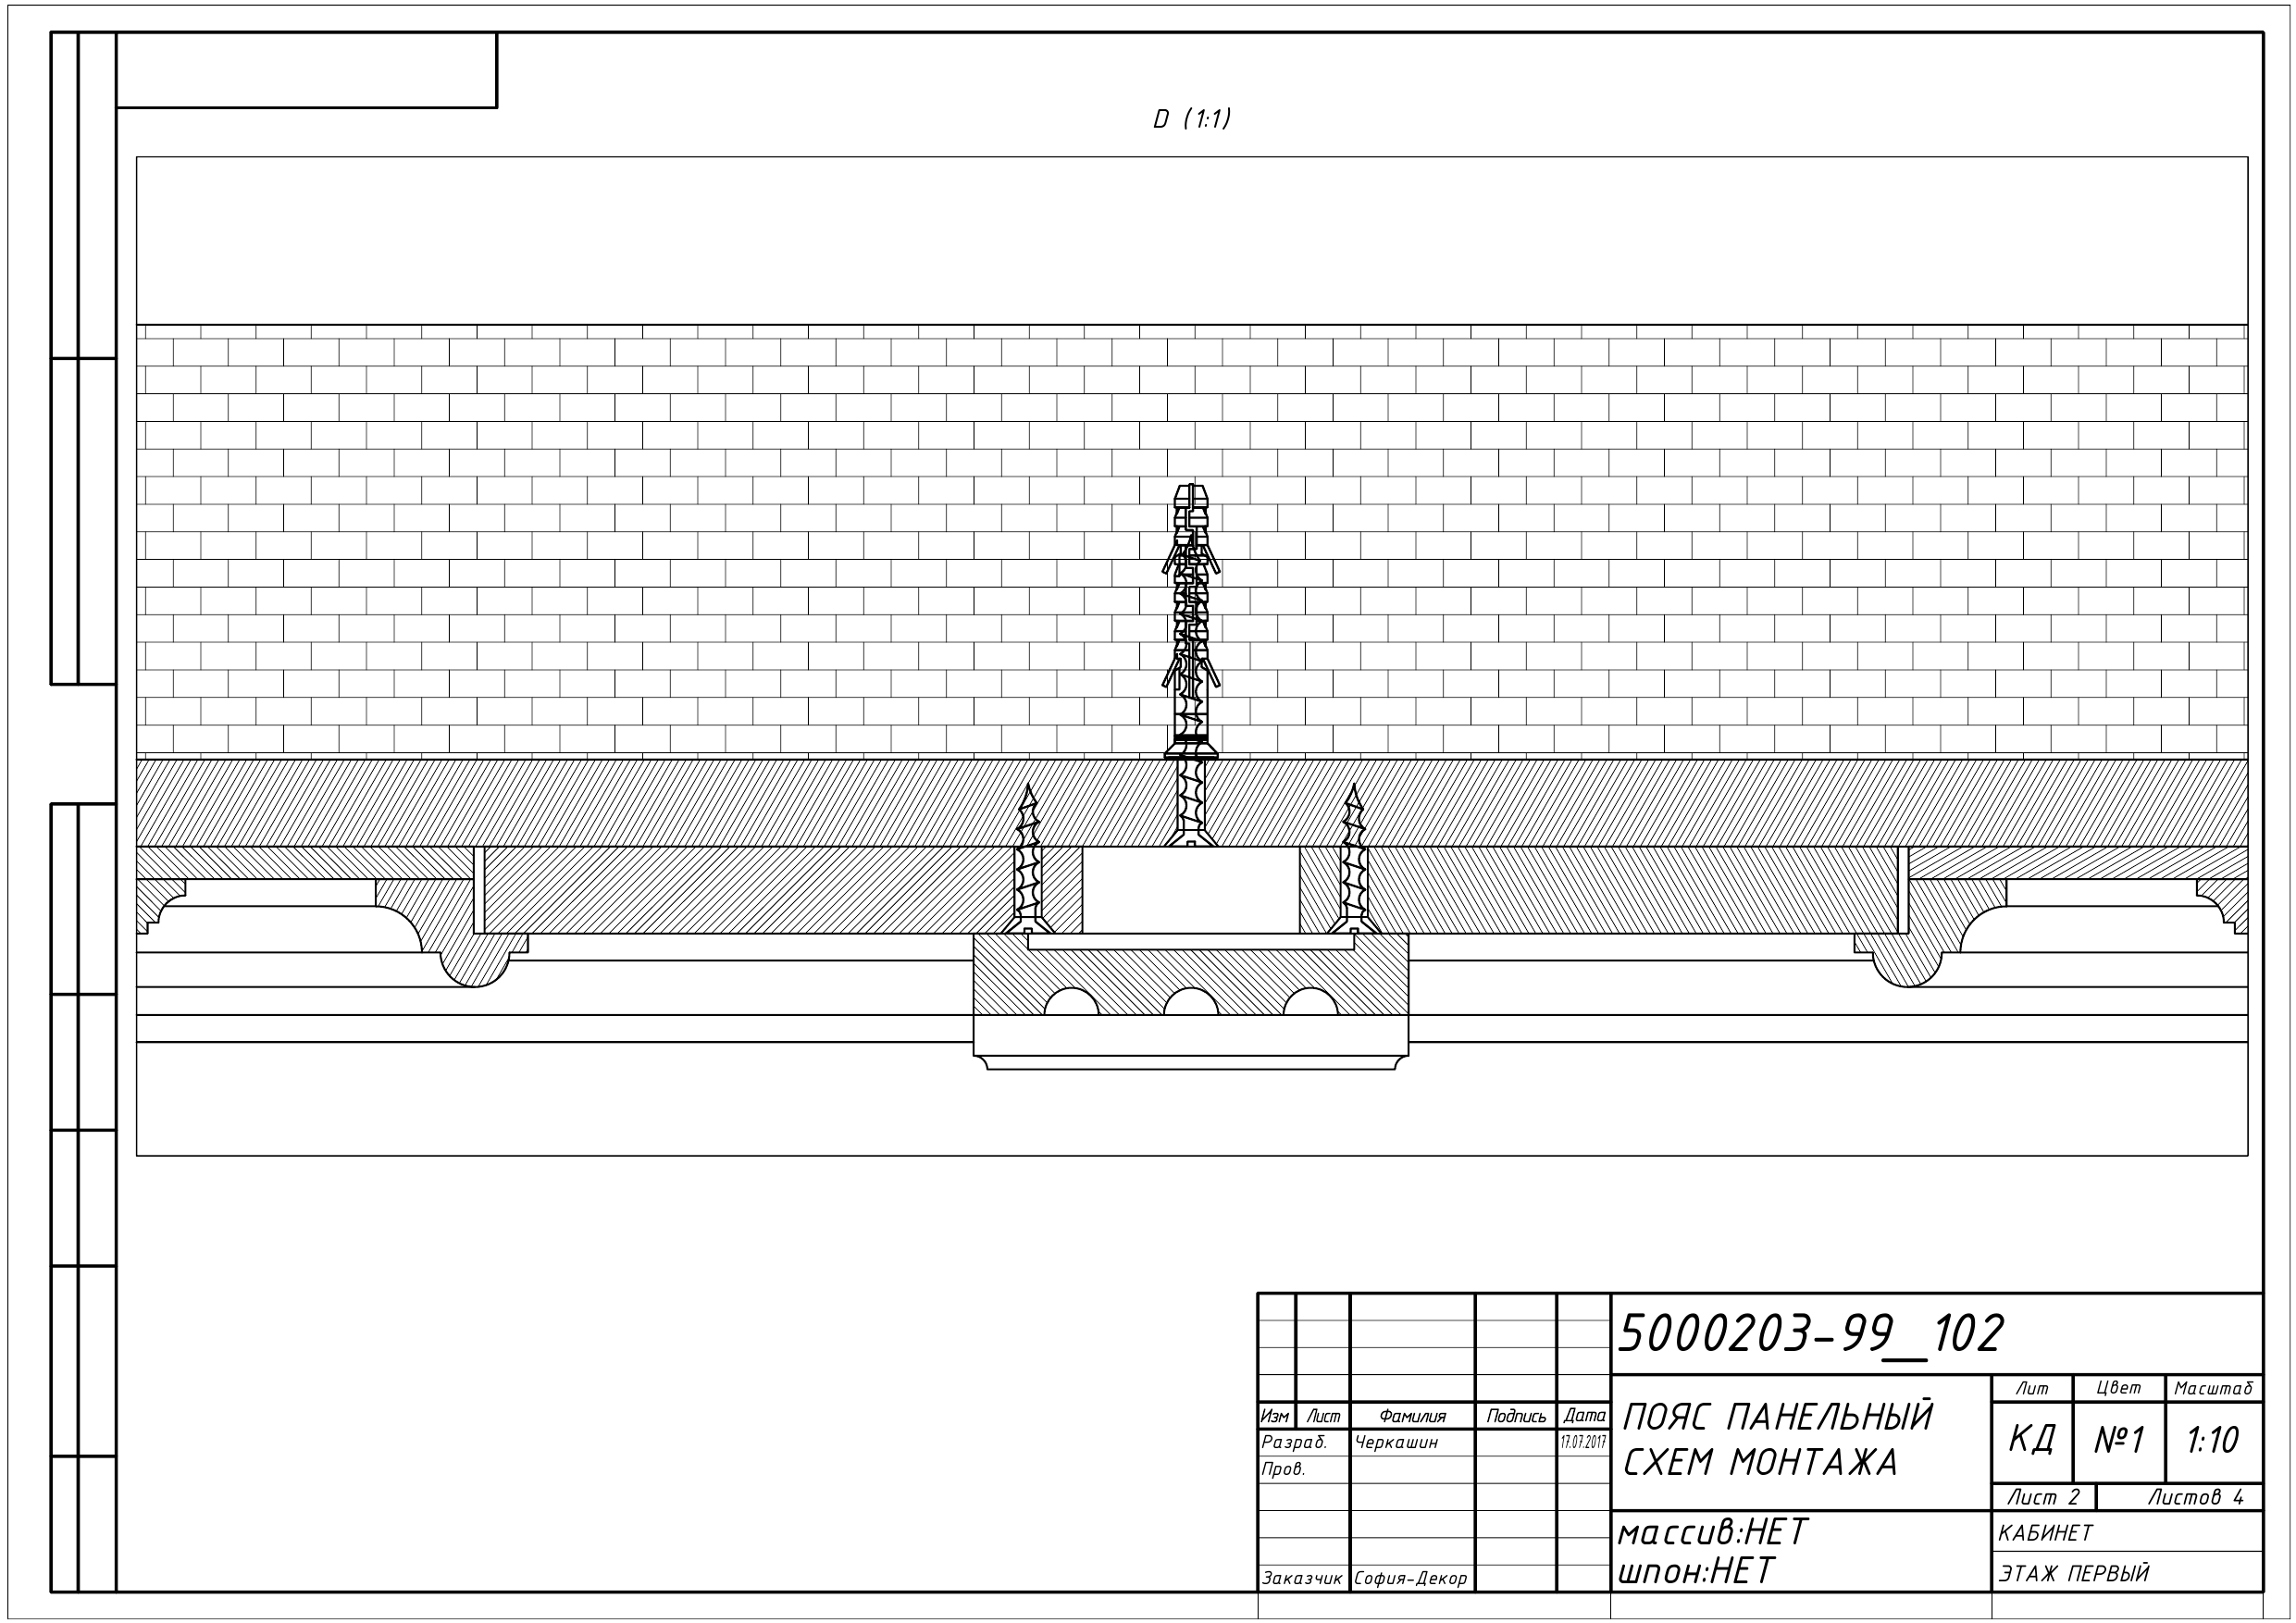 D (1:1)
5000203-99_102
Изм Лист Фамилия Подпись Дата
Разраб. Черкашин 17.07.2017
Пров.
Заказчик София-Декор
ПОЯС ПАНЕЛЬНЫЙ
СХЕМ МОНТАЖА
Лит Цвет Масштаб
КД №1 1:10
Лист 2 Листов 4
массив:НЕТ
шпон:НЕТ
КАБИНЕТ
ЭТАЖ ПЕРВЫЙ